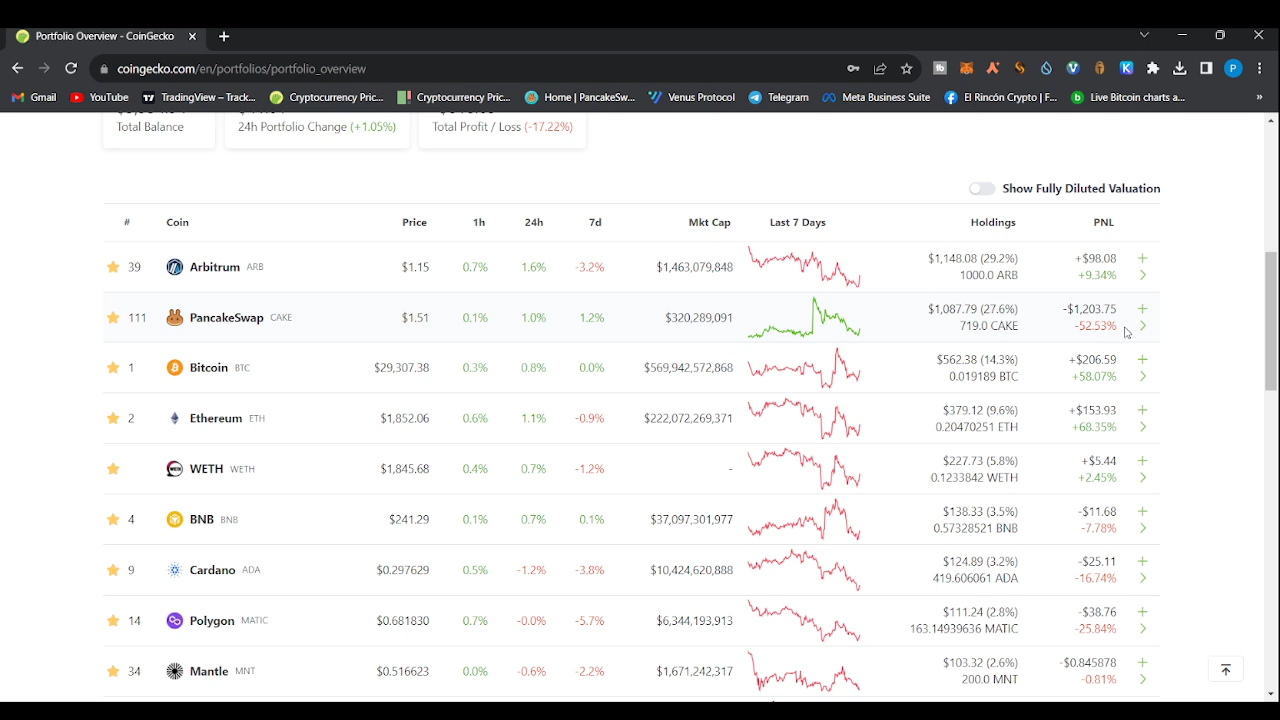 Portfolio Overview - CoinGecko
coingecko.com/en/portfolios/portfolio_overview
Gmail YouTube TradingView – Track... Cryptocurrency Pric... Cryptocurrency Pric... Home | PancakeSw... Venus Protocol Telegram Meta Business Suite El Rincón Crypto | F... Live Bitcoin charts a... »
Total Balance 24h Portfolio Change (+1.05%) Total Profit / Loss (-17.22%)
Show Fully Diluted Valuation
# Coin Price 1h 24h 7d Mkt Cap Last 7 Days Holdings PNL
39 Arbitrum ARB $1.15 0.7% 1.6% -3.2% $1,463,079,848 $1,148.08 (29.2%) +$98.08 +
1000.0 ARB +9.34%
111 PancakeSwap CAKE $1.51 0.1% 1.0% 1.2% $320,289,091 $1,087.79 (27.6%) -$1,203.75 +
719.0 CAKE -52.53%
1 Bitcoin BTC $29,307.38 0.3% 0.8% 0.0% $569,942,572,868 $562.38 (14.3%) +$206.59 +
0.019189 BTC +58.07%
2 Ethereum ETH $1,852.06 0.6% 1.1% -0.9% $222,072,269,371 $379.12 (9.6%) +$153.93 +
0.20470251 ETH +68.35%
WETH WETH $1,845.68 0.4% 0.7% -1.2% - $227.73 (5.8%) +$5.44 +
0.1233842 WETH +2.45%
4 BNB BNB $241.29 0.1% 0.7% 0.1% $37,097,301,977 $138.33 (3.5%) -$11.68 +
0.57328521 BNB -7.78%
9 Cardano ADA $0.297629 0.5% -1.2% -3.8% $10,424,620,888 $124.89 (3.2%) -$25.11 +
419.606061 ADA -16.74%
14 Polygon MATIC $0.681830 0.7% -0.0% -5.7% $6,344,193,913 $111.24 (2.8%) -$38.76 +
163.14939636 MATIC -25.84%
34 Mantle MNT $0.516623 0.0% -0.6% -2.2% $1,671,242,317 $103.32 (2.6%) -$0.845878 +
200.0 MNT -0.81%